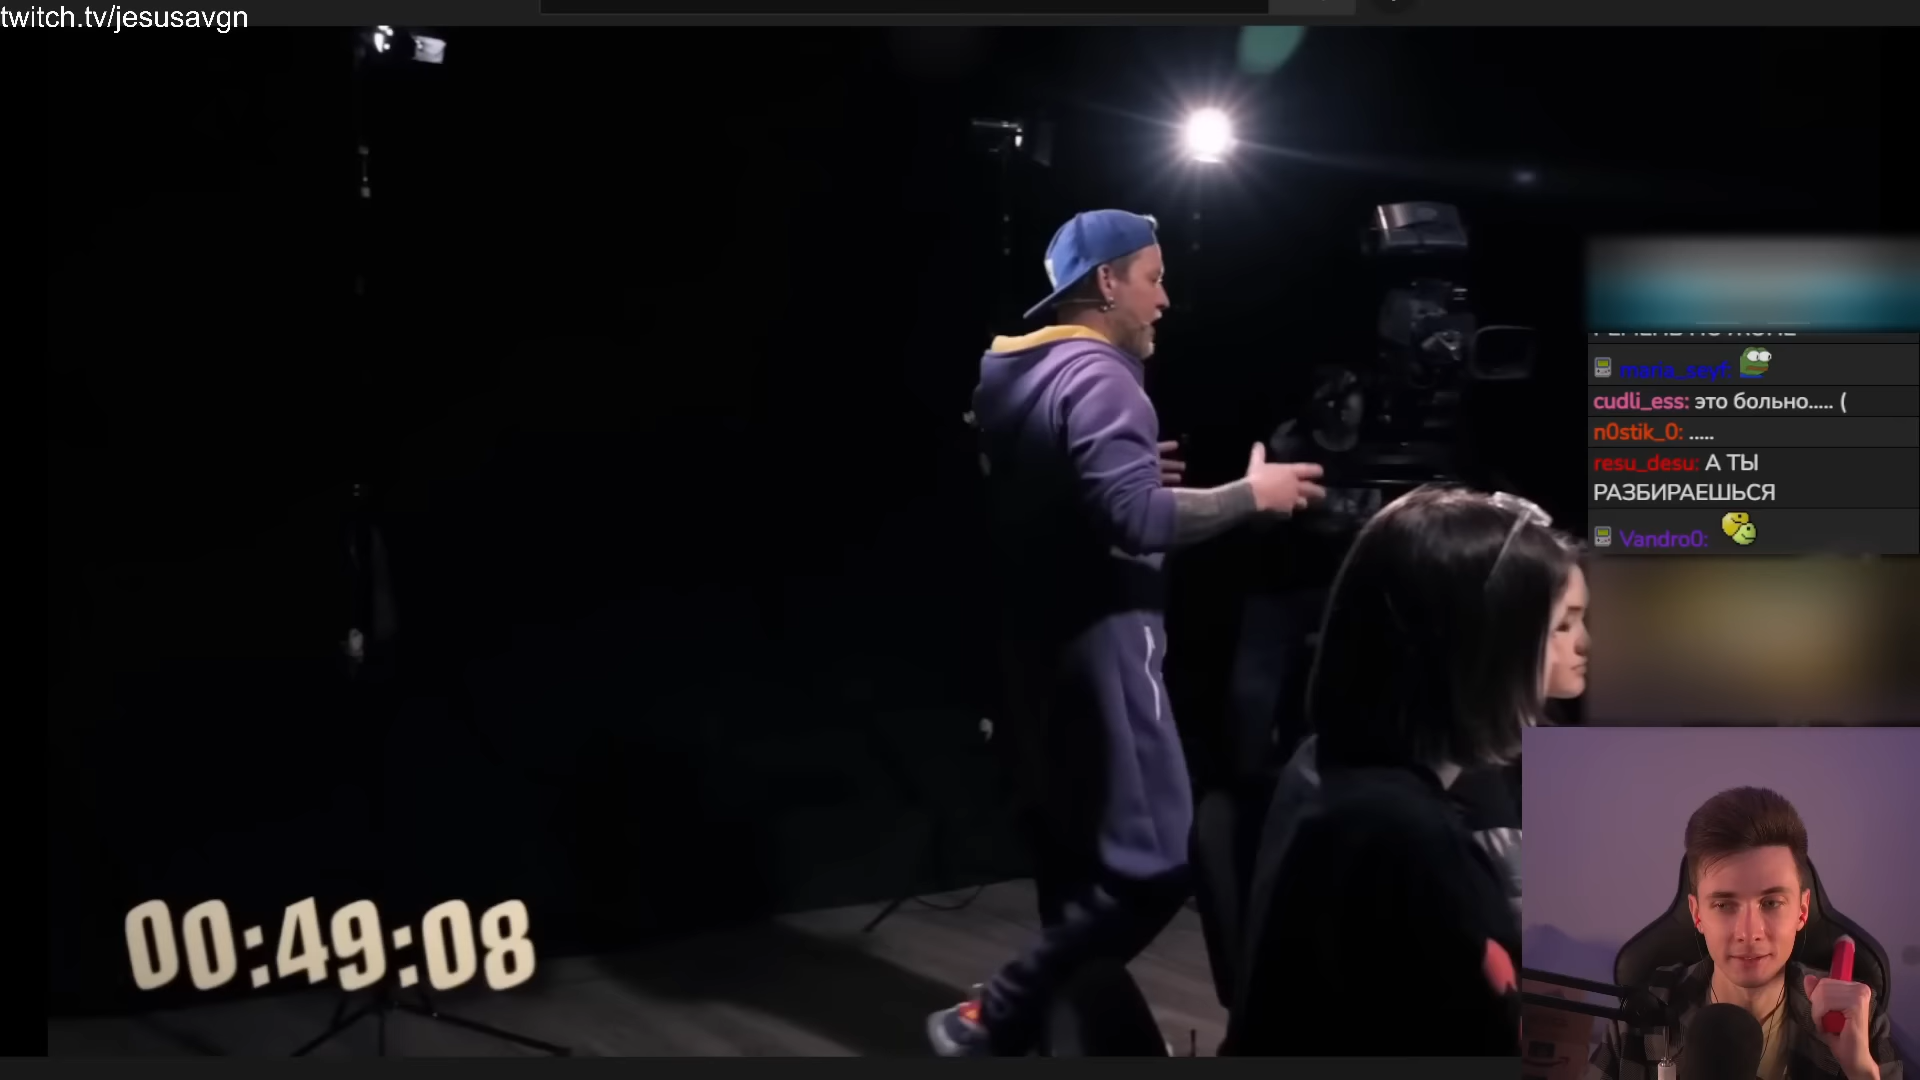 twitch.tv/jesusavgn
maria_seyf:
cudli_ess: это больно..... (
n0stik_0: .....
resu_desu: А ТЫ
РАЗБИРАЕШЬСЯ
Vandro0:
00:49:08